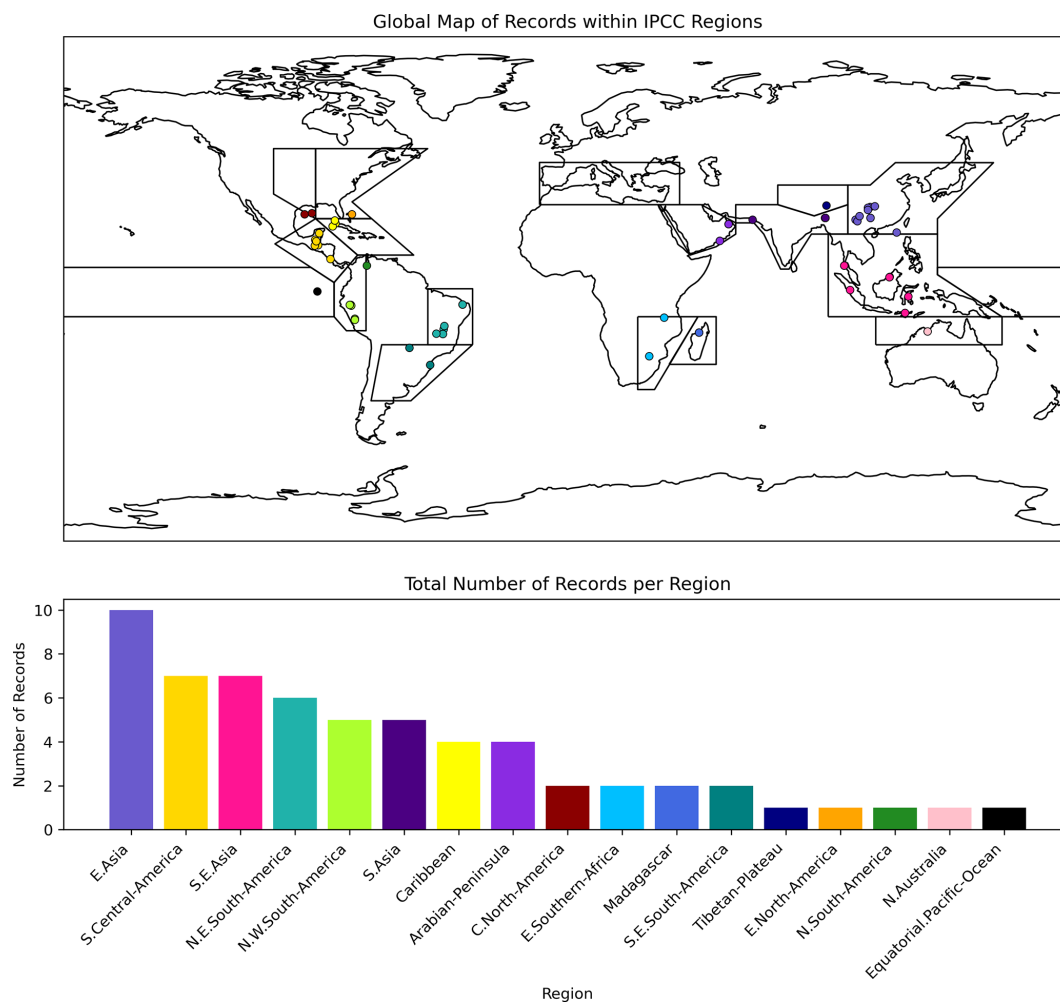 Global Map of Records within IPCC Regions
Total Number of Records per Region
Number of Records
10
8
6
4
2
0
E.Asia
S.Central-America
S.E.Asia
N.E.South-America
N.W.South-America
S.Asia
Caribbean
Arabian-Peninsula
C.North-America
E.Southern-Africa
Madagascar
S.E.South-America
Tibetan-Plateau
E.North-America
N.South-America
N.Australia
Equatorial.Pacific-Ocean
Region